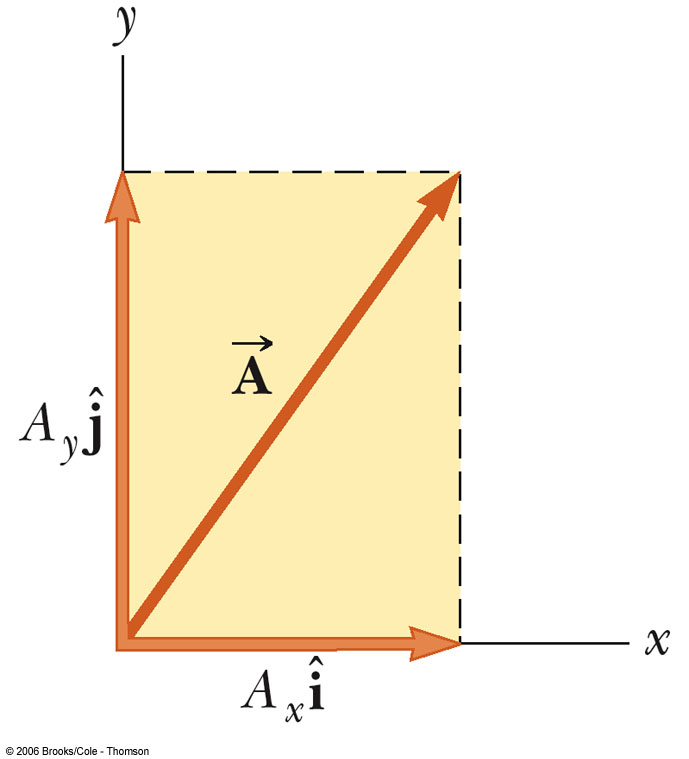 y
A⃗
A_y ĵ
x
A_x î
© 2006 Brooks/Cole - Thomson